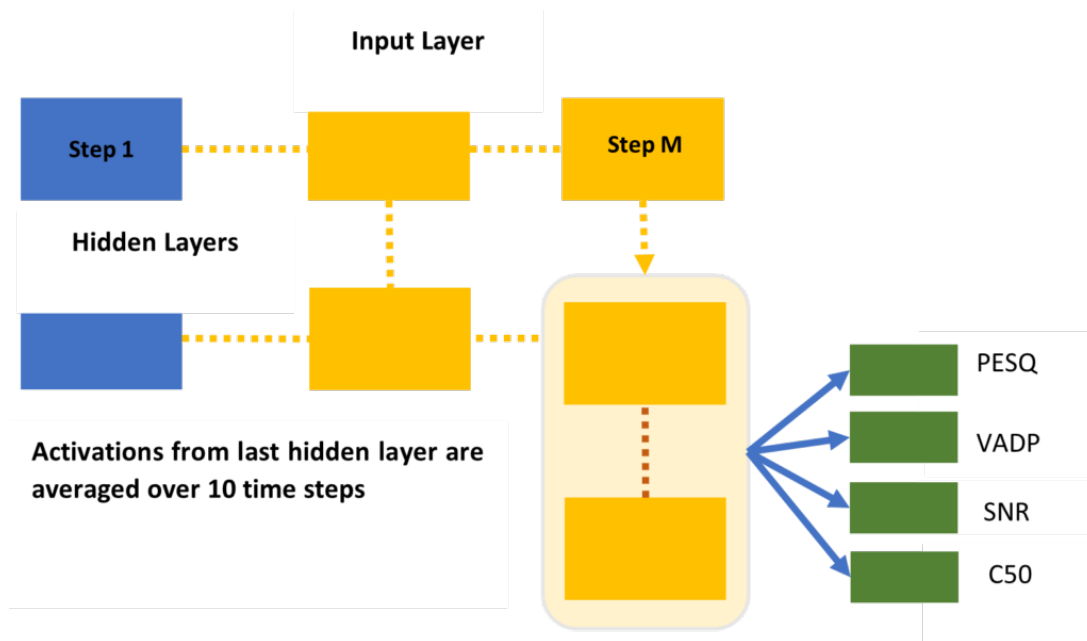 Input Layer
Step 1
Step M
Hidden Layers
Activations from last hidden layer are
averaged over 10 time steps
PESQ
VADP
SNR
C50